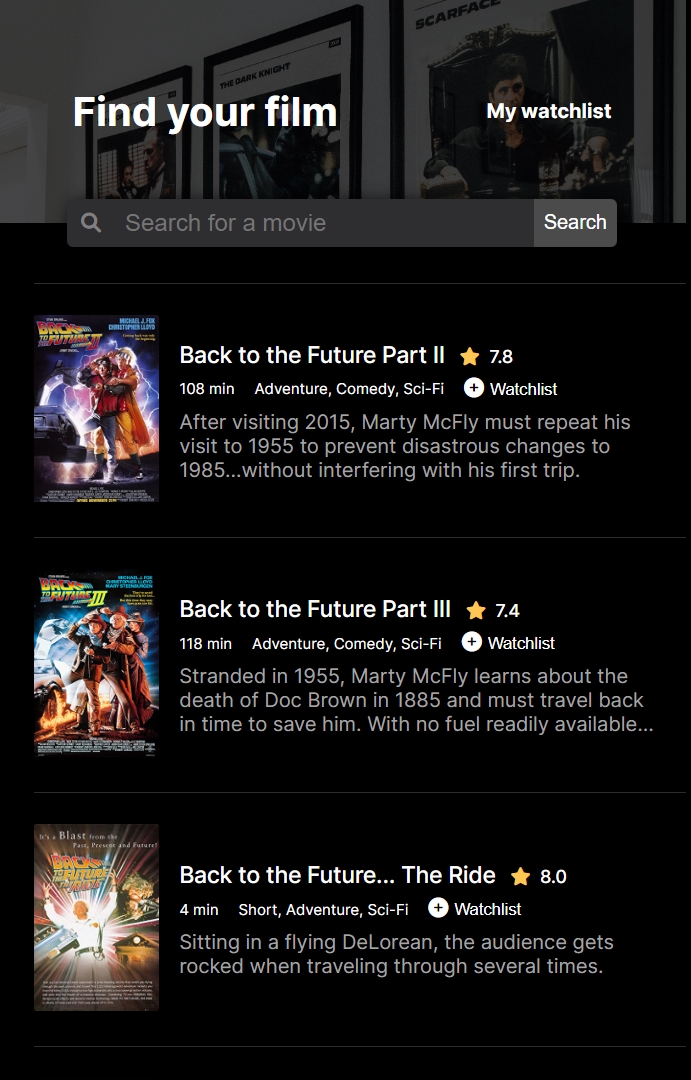 SCARFACE
THE DARK KNIGHT
Find your film
My watchlist
Search for a movie
Search
MICHAEL J. FOX
CHRISTOPHER LLOYD
BACK
TO THE
FUTURE II
Back to the Future Part II
7.8
108 min
Adventure, Comedy, Sci-Fi
Watchlist
After visiting 2015, Marty McFly must repeat his
visit to 1955 to prevent disastrous changes to
1985...without interfering with his first trip.
MICHAEL J. FOX
CHRISTOPHER LLOYD
MARY STEENBURGEN
BACK
TO THE
FUTURE III
Back to the Future Part III
7.4
118 min
Adventure, Comedy, Sci-Fi
Watchlist
Stranded in 1955, Marty McFly learns about the
death of Doc Brown in 1885 and must travel back
in time to save him. With no fuel readily available...
It's a Blast from the
Past, Present and Future!
BACK
TO THE
FUTURE
THE RIDE
Back to the Future... The Ride
8.0
4 min
Short, Adventure, Sci-Fi
Watchlist
Sitting in a flying DeLorean, the audience gets
rocked when traveling through several times.